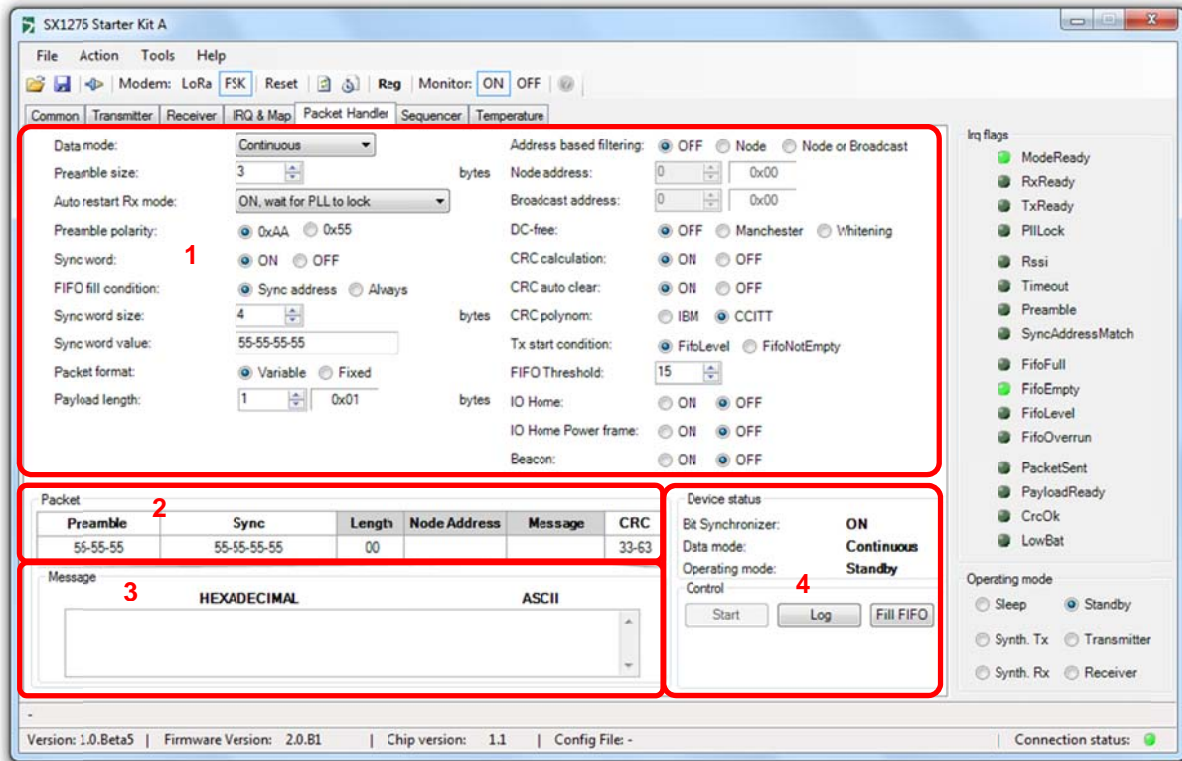 SX1276 Starter Kit A
File Action Tools Help
Modem: LoRa FSK Reset Reg Monitor: ON OFF
Common Transmitter Receiver IRQ & Map Packet Handler Sequencer Temperature
1
Data mode: Continuous
Preamble size: 3 bytes
Auto restart Rx mode: ON, wait for PLL to lock
Preamble polarity: 0xAA 0x55
Sync word: ON OFF
FIFO fill condition: Sync address Always
Sync word size: 4 bytes
Sync word value: 55-55-55-55
Packet format: Variable Fixed
Payload length: 1 0x01 bytes
Address based filtering: OFF Node Node or Broadcast
Node address: 0 0x00
Broadcast address: 0 0x00
DC-free: OFF Manchester Whitening
CRC calculation: ON OFF
CRC auto clear: ON OFF
CRC polynom: IBM CCITT
Tx start condition: FifoLevel FifoNotEmpty
FIFO Threshold: 15
IO Home: ON OFF
IO Home Power frame: ON OFF
Beacon: ON OFF
Packet
2
Preamble Sync Length Node Address Message CRC
55-55-55 55-55-55-55 00 33-63
Message
3
HEXADECIMAL ASCII
Device status
Bit Synchronizer: ON
Data mode: Continuous
Operating mode: Standby
4
Control
Start Log Fill FIFO
Irq flags
ModeReady
RxReady
TxReady
PllLock
Rssi
Timeout
Preamble
SyncAddressMatch
FifoFull
FifoEmpty
FifoLevel
FifoOverrun
PacketSent
PayloadReady
CrcOk
LowBat
Operating mode
Sleep Standby
Synth. Tx Transmitter
Synth. Rx Receiver
-
Version: 1.0.Beta5 | Firmware Version: 2.0.B1 | Chip version: 1.1 | Config File: - | Connection status: